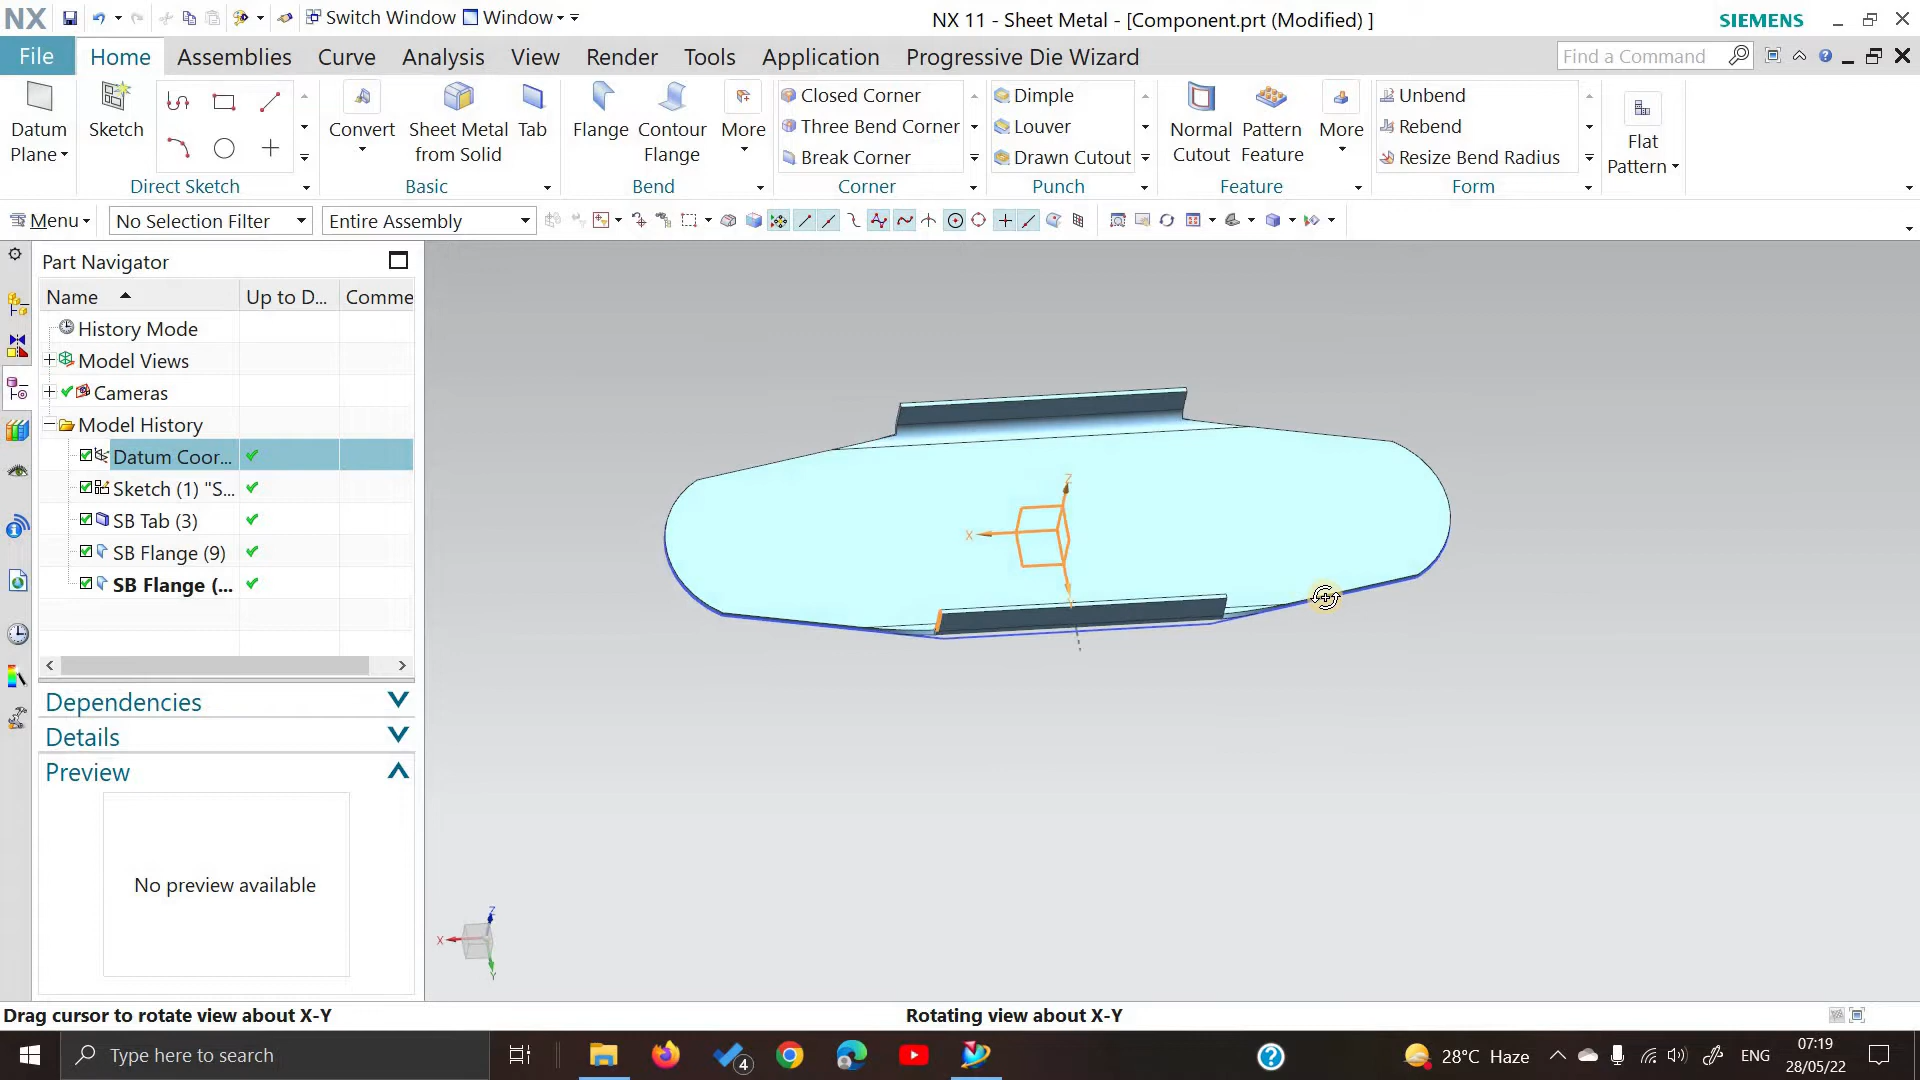 NX
Switch Window Window
NX 11 - Sheet Metal - [Component.prt (Modified) ]
SIEMENS
File Home Assemblies Curve Analysis View Render Tools Application Progressive Die Wizard
Find a Command
Datum Plane
Sketch
Direct Sketch
Convert
Sheet Metal from Solid
Tab
Basic
Flange
Contour Flange
More
Bend
Closed Corner
Three Bend Corner
Break Corner
Corner
Dimple
Louver
Drawn Cutout
Punch
Normal Cutout
Pattern Feature
More
Feature
Unbend
Rebend
Resize Bend Radius
Form
Flat Pattern
Menu No Selection Filter Entire Assembly
Part Navigator
Name Up to D... Comme
History Mode
Model Views
Cameras
Model History
Datum Coor...
Sketch (1) "S...
SB Tab (3)
SB Flange (9)
SB Flange (...
Dependencies
Details
Preview
No preview available
Z
X
Z
X
Y
Drag cursor to rotate view about X-Y
Rotating view about X-Y
Type here to search
4
28°C Haze
ENG
07:19
28/05/22